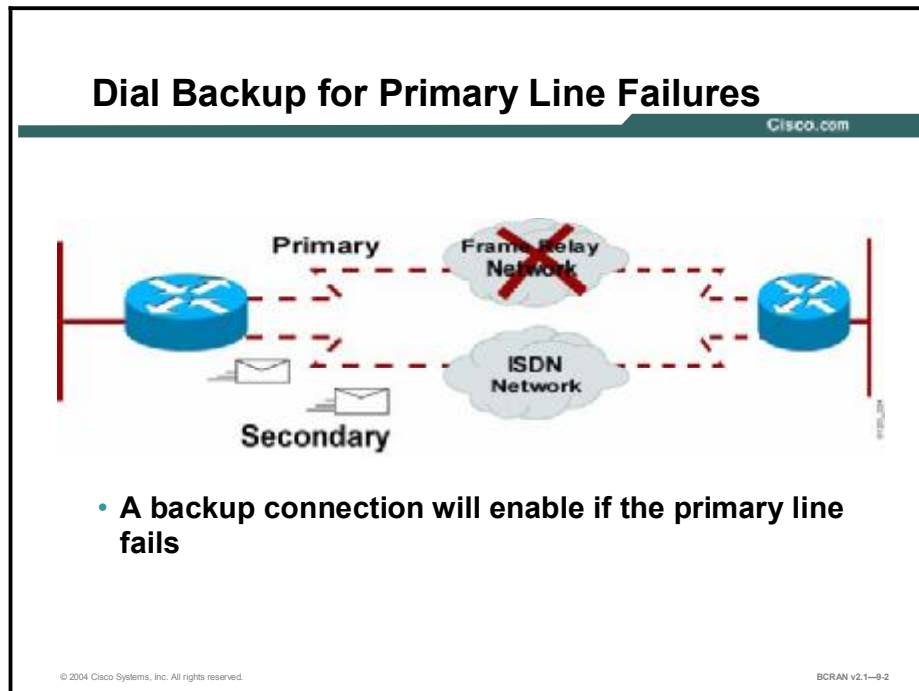 Dial Backup for Primary Line Failures
Cisco.com
Primary
Frame Relay
Network
ISDN
Network
Secondary
• A backup connection will enable if the primary line
fails
© 2004 Cisco Systems, Inc. All rights reserved.
BCRAN v2.1—9-2